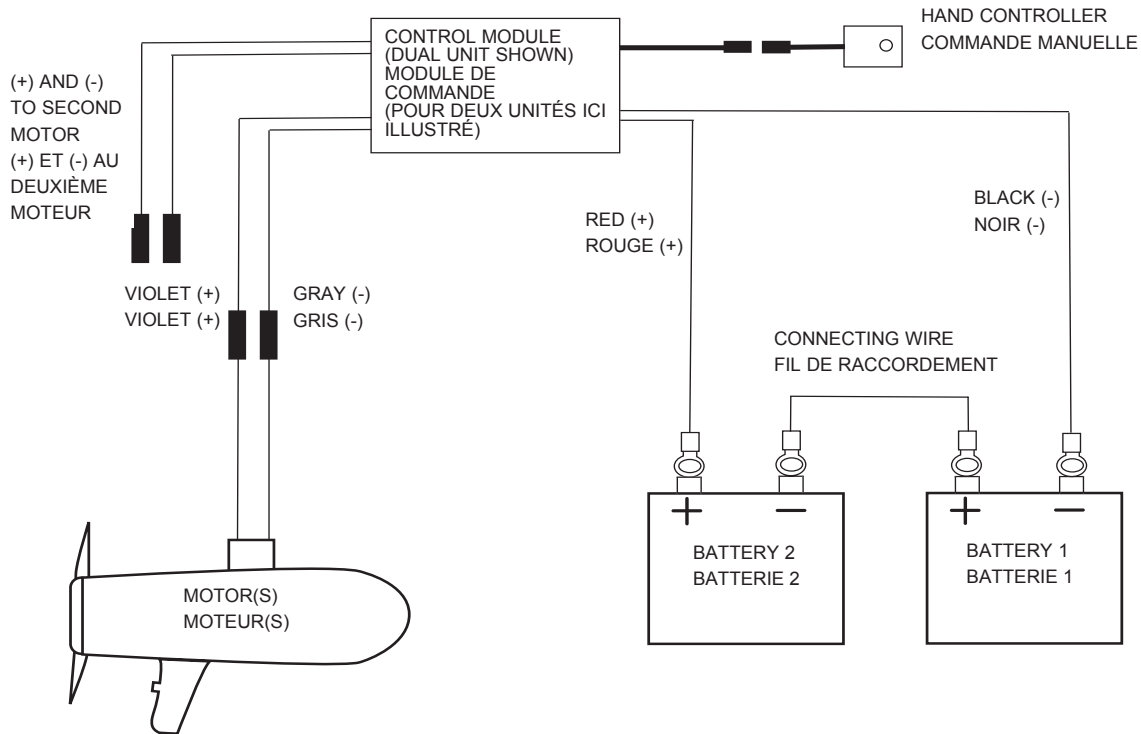 HAND CONTROLLER
COMMANDE MANUELLE
CONTROL MODULE
(DUAL UNIT SHOWN)
MODULE DE
COMMANDE
(POUR DEUX UNITÉS ICI
ILLUSTRÉ)
(+) AND (-)
TO SECOND
MOTOR
(+) ET (-) AU
DEUXIÈME
MOTEUR
RED (+)
ROUGE (+)
BLACK (-)
NOIR (-)
VIOLET (+)
VIOLET (+)
GRAY (-)
GRIS (-)
CONNECTING WIRE
FIL DE RACCORDEMENT
+
−
+
−
BATTERY 2
BATTERIE 2
BATTERY 1
BATTERIE 1
MOTOR(S)
MOTEUR(S)